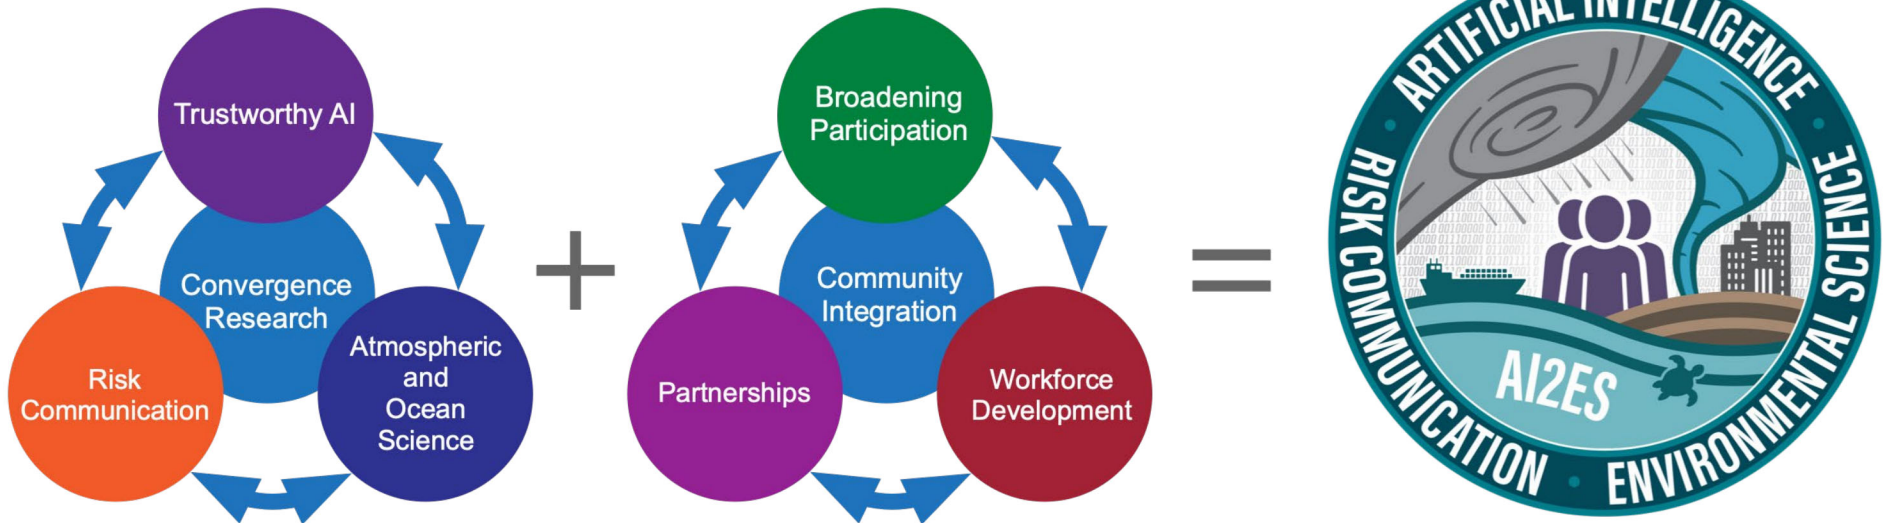 Trustworthy AI
Convergence
Research
Risk
Communication
Atmospheric
and
Ocean
Science
+
Broadening
Participation
Community
Integration
Partnerships
Workforce
Development
=
ARTIFICIAL INTELLIGENCE
RISK COMMUNICATION
ENVIRONMENTAL SCIENCE
AI2ES